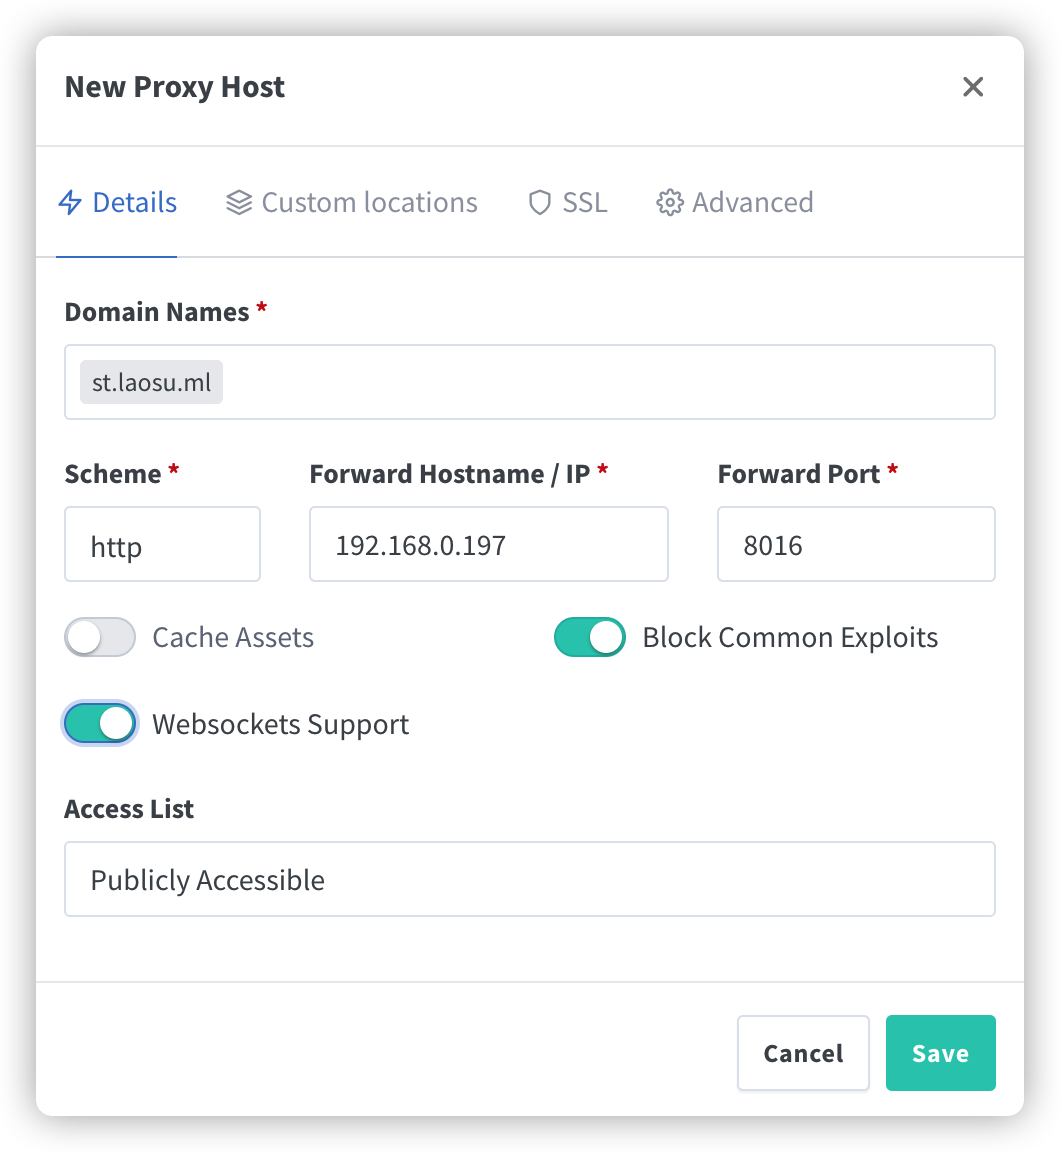 New Proxy Host
Details Custom locations SSL Advanced
Domain Names *
st.laosu.ml
Scheme * Forward Hostname / IP * Forward Port *
http 192.168.0.197 8016
Cache Assets Block Common Exploits
Websockets Support
Access List
Publicly Accessible
Cancel Save